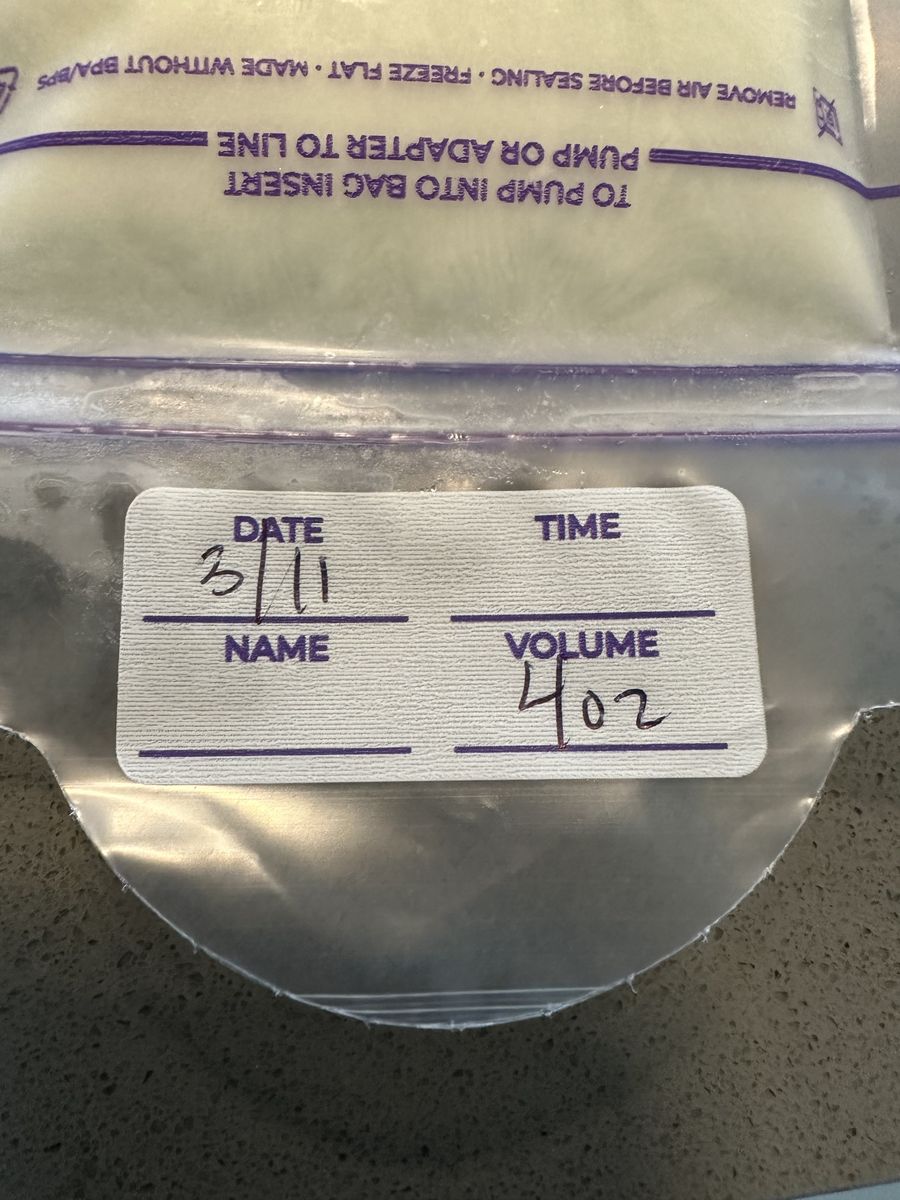 REMOVE AIR BEFORE SEALING • FREEZE FLAT • MADE WITHOUT BPA/BPS
PUMP OR ADAPTER TO LINE
TO PUMP INTO BAG INSERT
DATE TIME
3/11
NAME VOLUME
4oz